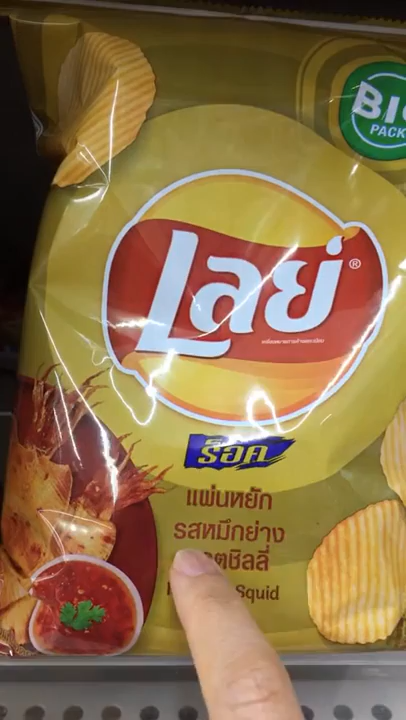 BIG
PACK
เลย์®
ร็อค
แผ่นหยัก
รสหมึกย่าง
ตชิลลี่
Squid